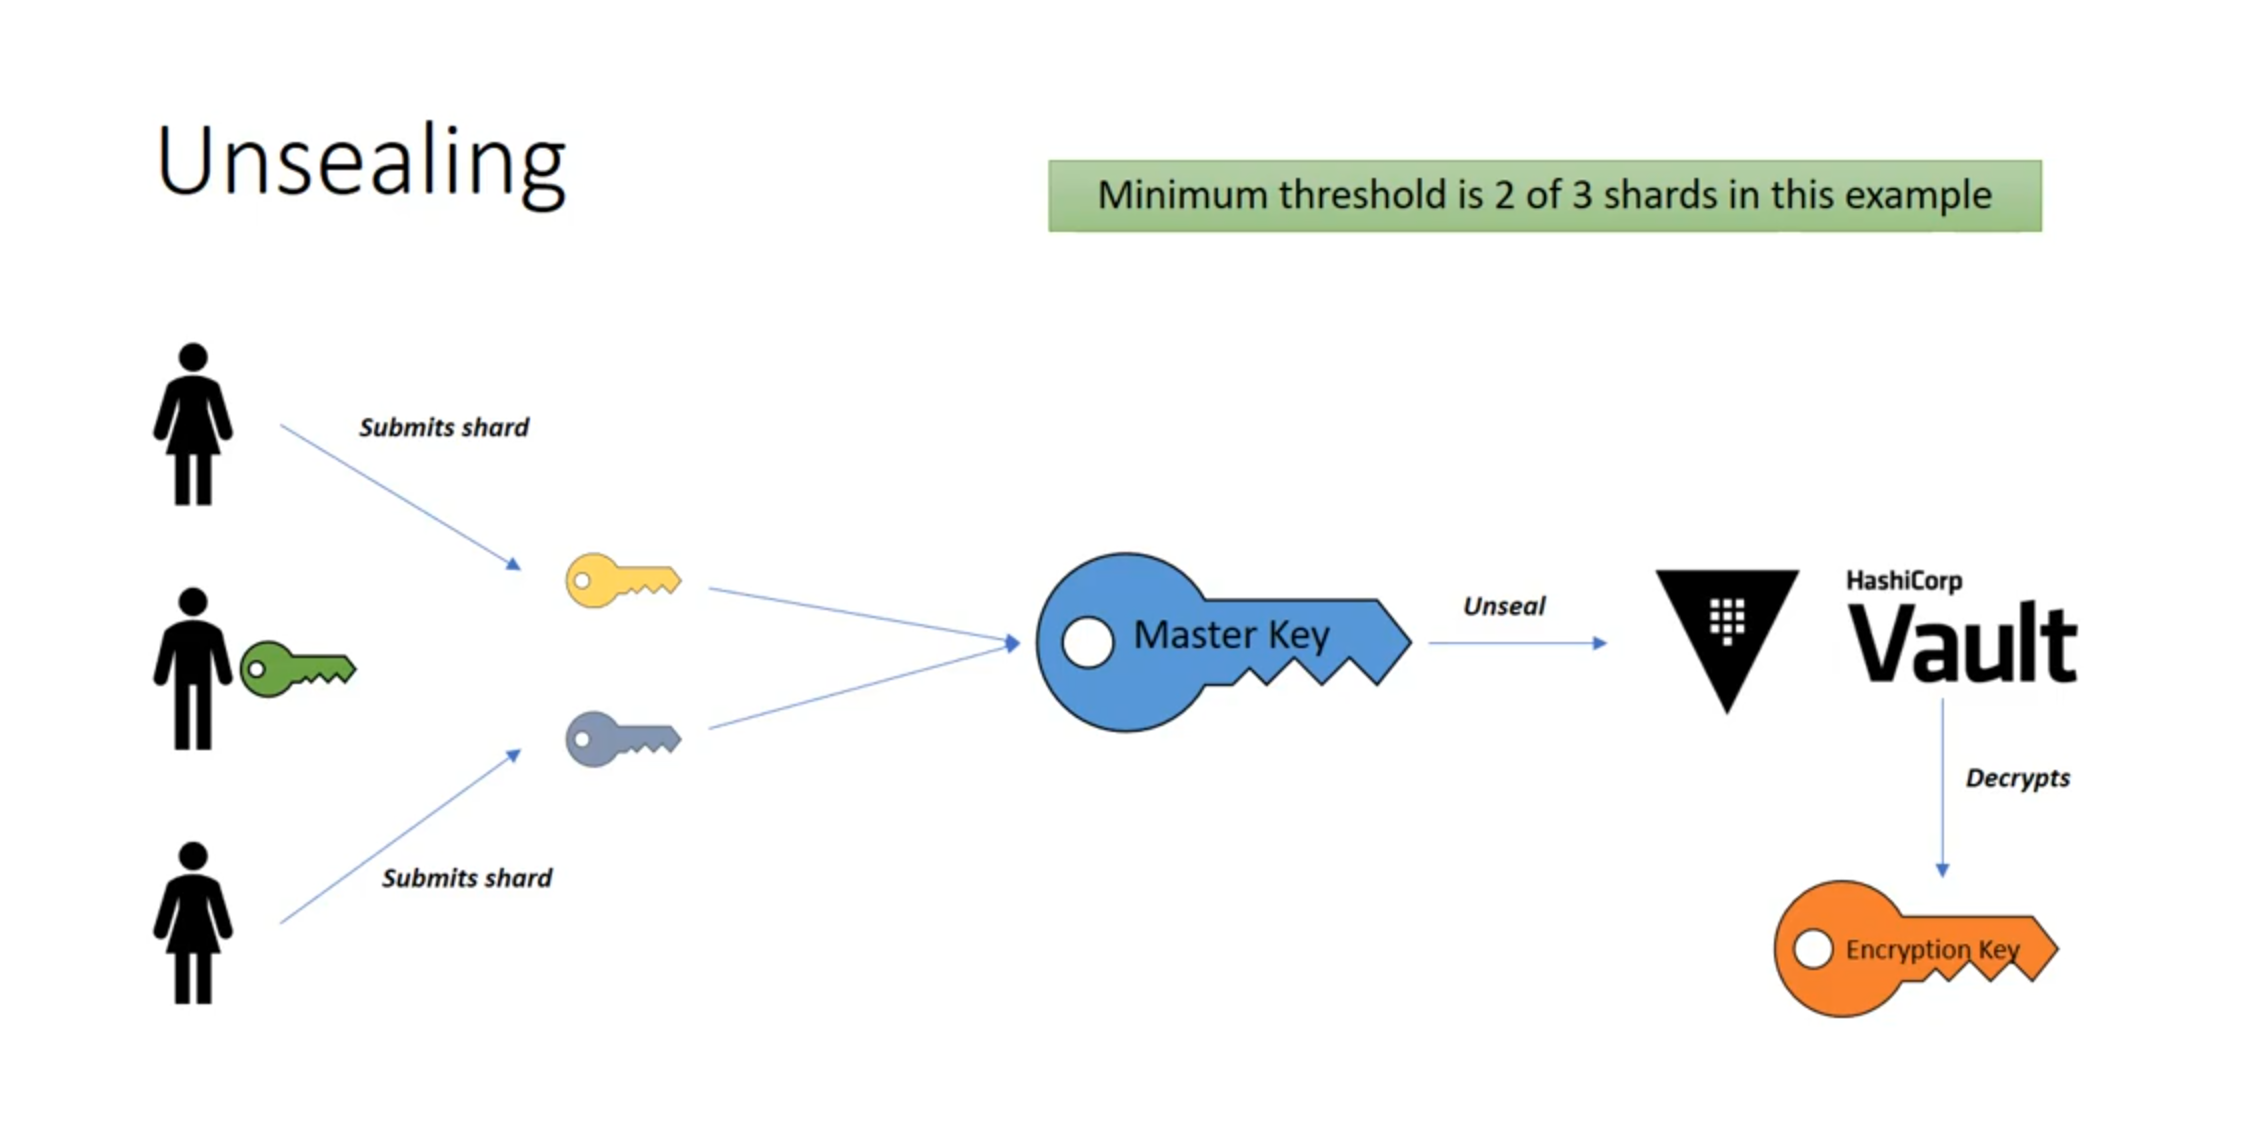 Unsealing
Minimum threshold is 2 of 3 shards in this example
Submits shard
Master Key
Unseal
HashiCorp
Vault
Decrypts
Submits shard
Encryption Key